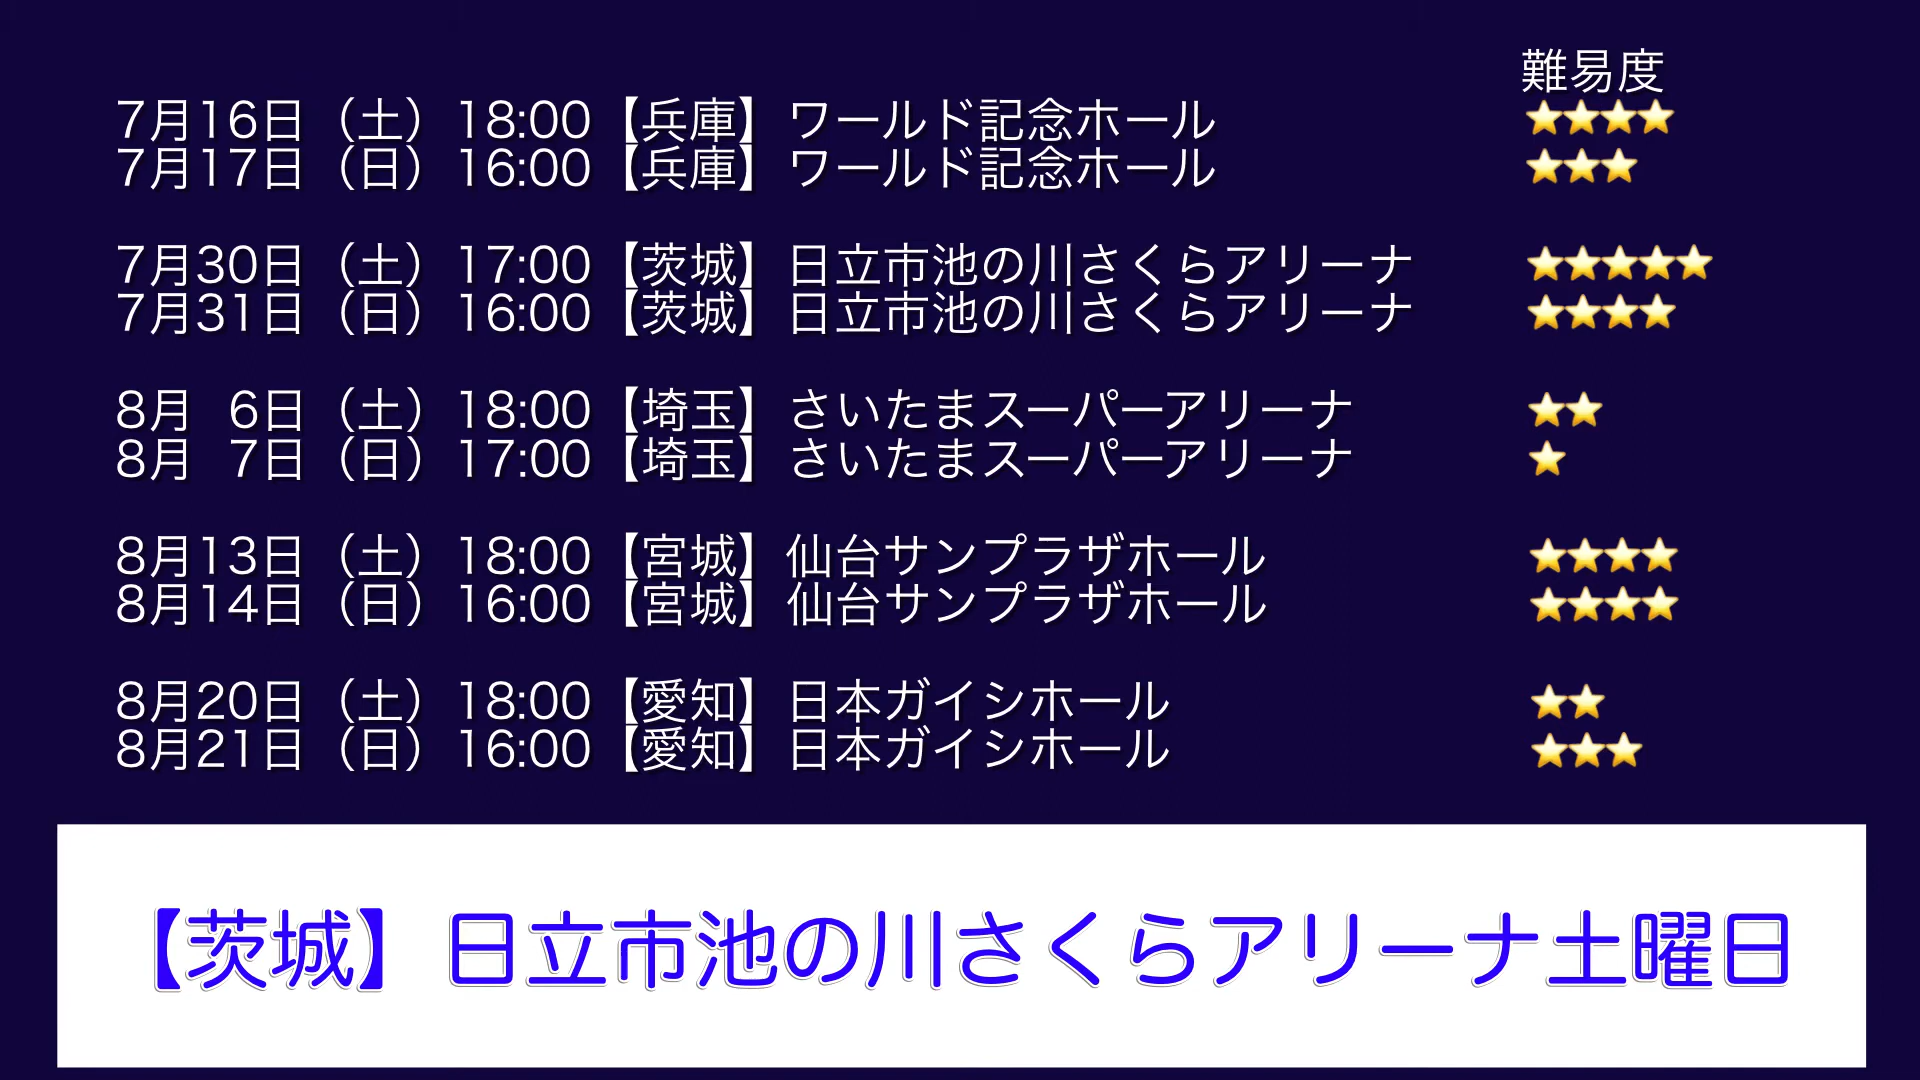 難易度
7月16日（土）18:00【兵庫】ワールド記念ホール ⭐⭐⭐⭐
7月17日（日）16:00【兵庫】ワールド記念ホール ⭐⭐⭐
7月30日（土）17:00【茨城】日立市池の川さくらアリーナ ⭐⭐⭐⭐⭐
7月31日（日）16:00【茨城】日立市池の川さくらアリーナ ⭐⭐⭐⭐
8月 6日（土）18:00【埼玉】さいたまスーパーアリーナ ⭐⭐
8月 7日（日）17:00【埼玉】さいたまスーパーアリーナ ⭐
8月13日（土）18:00【宮城】仙台サンプラザホール ⭐⭐⭐⭐
8月14日（日）16:00【宮城】仙台サンプラザホール ⭐⭐⭐⭐
8月20日（土）18:00【愛知】日本ガイシホール ⭐⭐
8月21日（日）16:00【愛知】日本ガイシホール ⭐⭐⭐
【茨城】日立市池の川さくらアリーナ土曜日